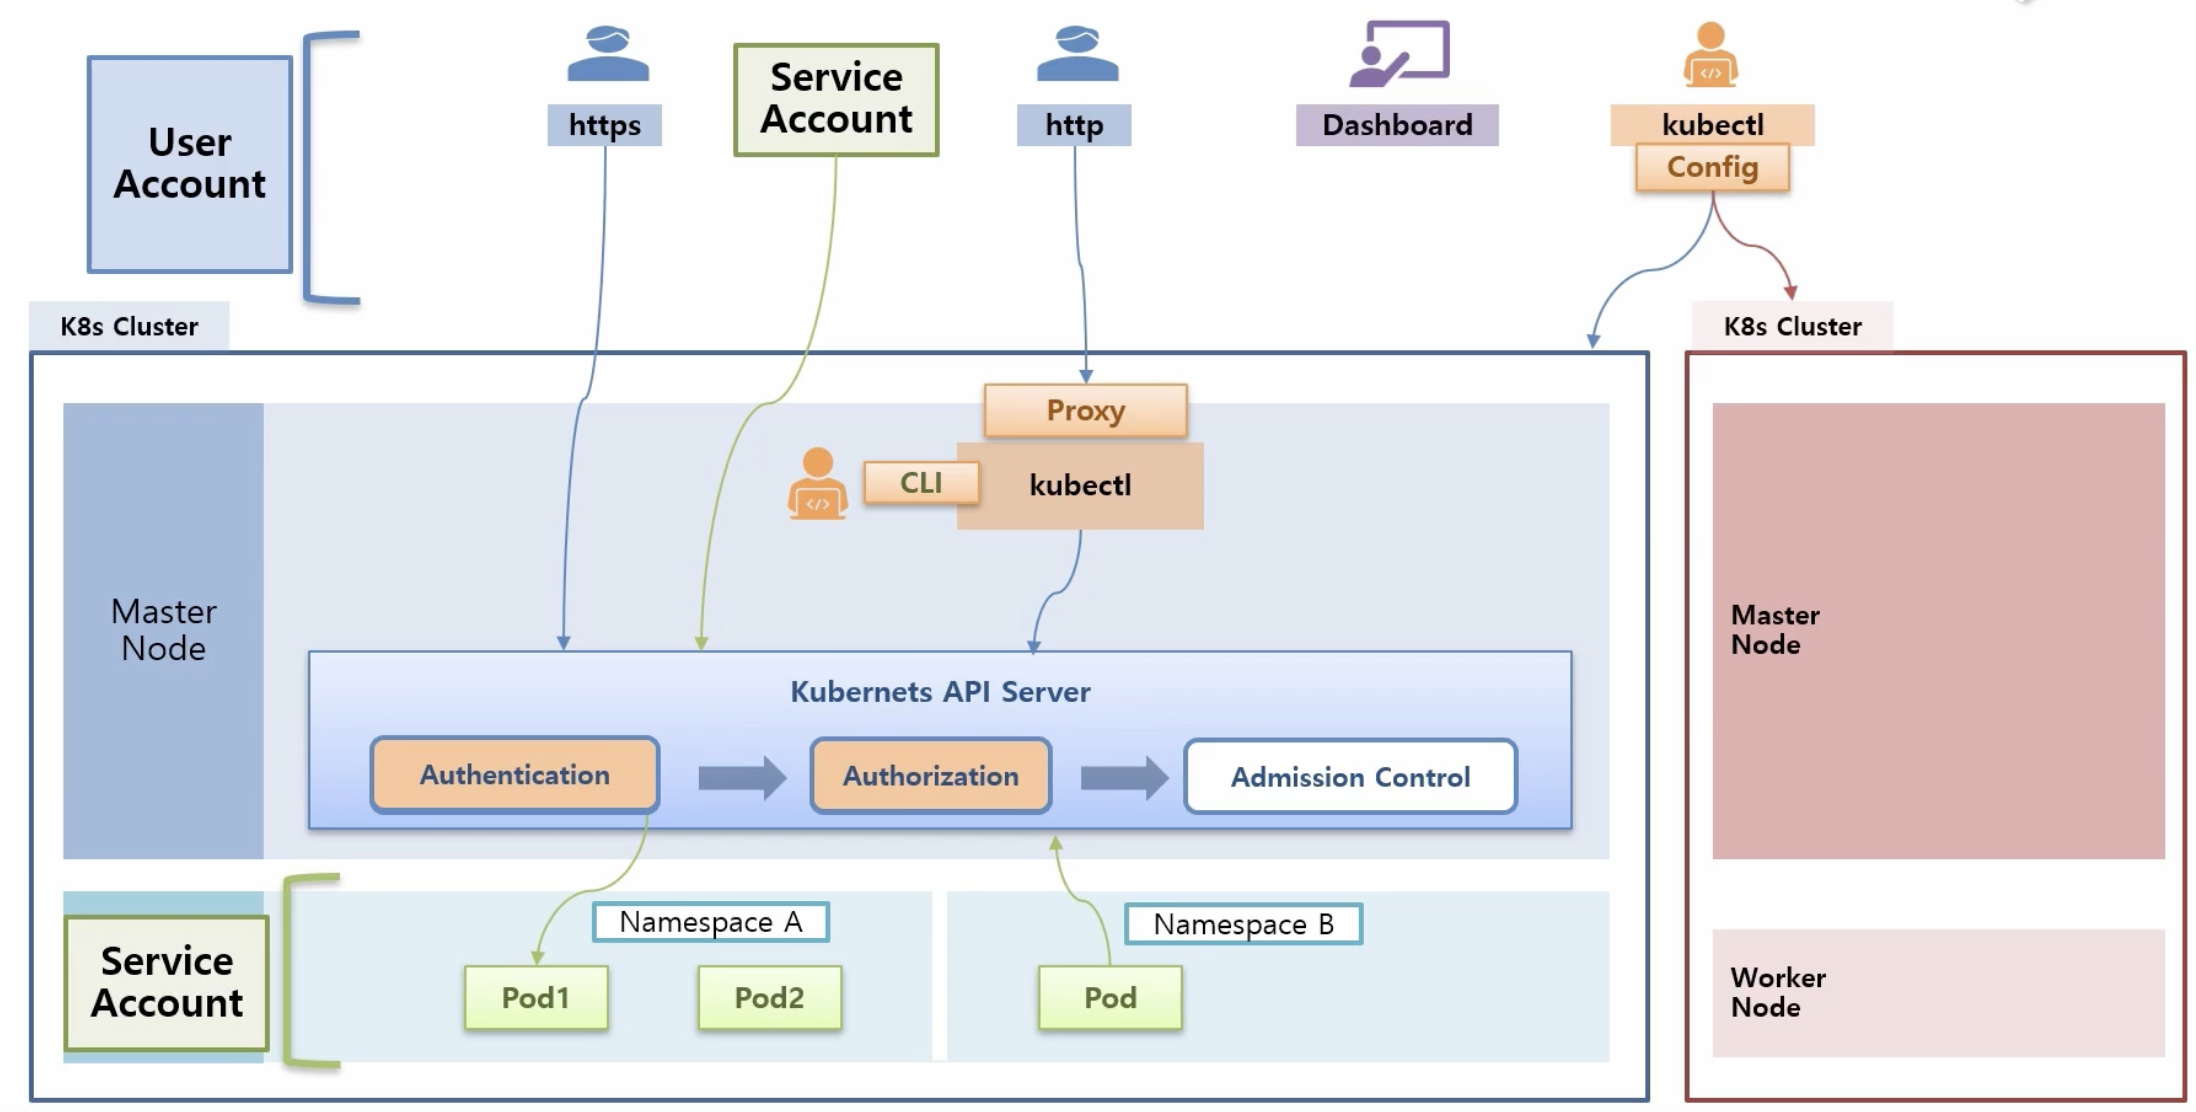 User
Account
https
Service
Account
http
Dashboard
kubectl
Config
K8s Cluster
K8s Cluster
Proxy
CLI
kubectl
</>
</>
Master
Node
Kubernets API Server
Authentication
Authorization
Admission Control
Master
Node
Service
Account
Namespace A
Pod1
Pod2
Namespace B
Pod
Worker
Node